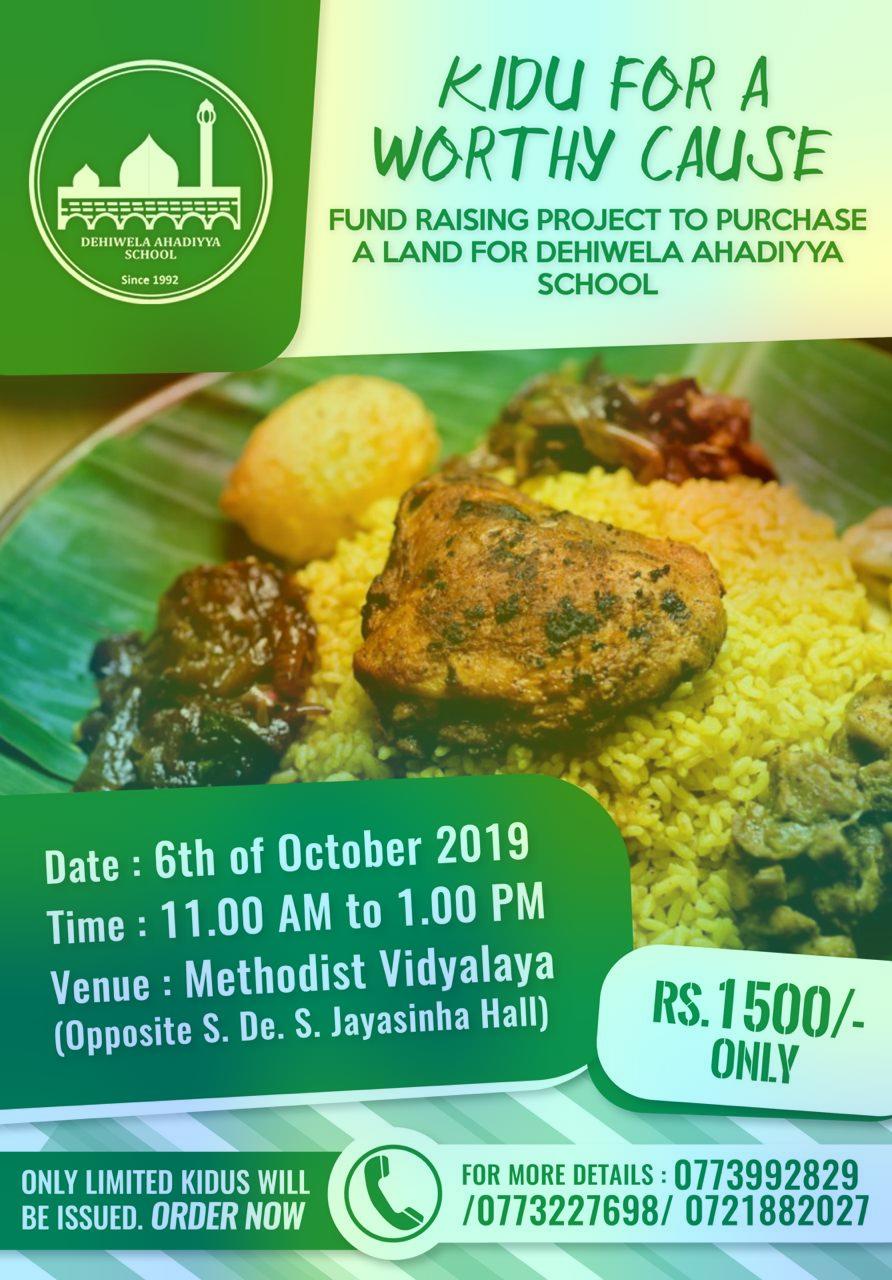 DEHIWELA AHADIYYA
SCHOOL
Since 1992
KIDU FOR A
WORTHY CAUSE
FUND RAISING PROJECT TO PURCHASE
A LAND FOR DEHIWELA AHADIYYA
SCHOOL
Date : 6th of October 2019
Time : 11.00 AM to 1.00 PM
Venue : Methodist Vidyalaya
(Opposite S. De. S. Jayasinha Hall)
RS.1500/-
ONLY
ONLY LIMITED KIDUS WILL
BE ISSUED. ORDER NOW
FOR MORE DETAILS : 0773992829
/0773227698/ 0721882027